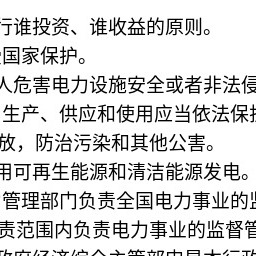 行谁投资、谁收益的原则。
国家保护。
人危害电力设施安全或者非法侵
生产、供应和使用应当依法保护
放，防治污染和其他公害。
用可再生能源和清洁能源发电。
管理部门负责全国电力事业的监
责范围内负责电力事业的监督管